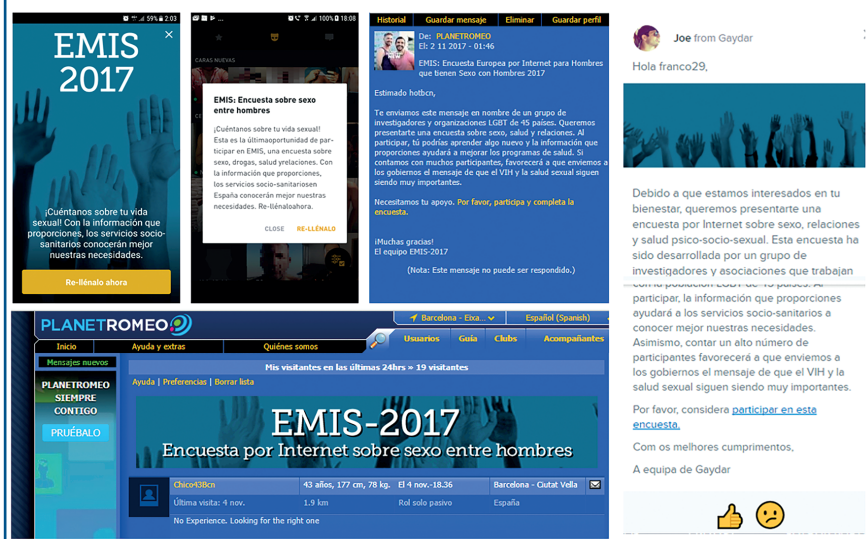 59% 2:03
EMIS
2017
¡Cuéntanos sobre tu vida
sexual! Con la información que
proporciones, los servicios socio-
sanitarios conocerán mejor
nuestras necesidades.
Re-llénalo ahora
100% 18:08
CARAS NUEVAS
EMIS: Encuesta sobre sexo
entre hombres
¡Cuéntanos sobre tu vida sexual!
Esta es la últimaoportunidad de par-
ticipar en EMIS, una encuesta sobre
sexo, drogas, salud yrelaciones. Con
la información que proporciones,
los servicios socio-sanitariosen
España conocerán mejor nuestras
necesidades. Re-llénaloahora.
CLOSE RE-LLÉNALO
Historial Guardar mensaje Eliminar Guardar perfil
De: PLANETROMEO
El: 2 11 2017 - 01:46
EMIS: Encuesta Europea por Internet para Hombres
que tienen Sexo con Hombres 2017
Estimado hotbcn,
Te enviamos este mensaje en nombre de un grupo de
investigadores y organizaciones LGBT de 45 países. Queremos
presentarte una encuesta sobre sexo, salud y relaciones. Al
participar, tú podrías aprender algo nuevo y la información que
proporciones ayudará a mejorar los programas de salud. Si
contamos con muchos participantes, favorecerá a que enviemos a
los gobiernos el mensaje de que el VIH y la salud sexual siguen
siendo muy importantes.
Necesitamos tu apoyo. Por favor, participa y completa la
encuesta.
¡Muchas gracias!
El equipo EMIS-2017
(Nota: Este mensaje no puede ser respondido.)
Joe from Gaydar
Hola franco29,
Debido a que estamos interesados en tu
bienestar, queremos presentarte una
encuesta por Internet sobre sexo, relaciones
y salud psico-socio-sexual. Esta encuesta ha
sido desarrollada por un grupo de
investigadores y asociaciones que trabajan
con la población LGBT de 45 países. Al
participar, la información que proporciones
ayudará a los servicios socio-sanitarios a
conocer mejor nuestras necesidades.
Asimismo, contar un alto número de
participantes favorecerá a que enviemos a
los gobiernos el mensaje de que el VIH y la
salud sexual siguen siendo muy importantes.
Por favor, considera participar en esta
encuesta.
Com os melhores cumprimentos,
A equipa de Gaydar
PLANETROMEO
Barcelona - Eixa... Español (Spanish)
Usuarios Guía Clubs Acompañantes
Inicio Ayuda y extras Quiénes somos
Mensajes nuevos
PLANETROMEO
SIEMPRE
CONTIGO
PRUÉBALO
Mis visitantes en las últimas 24hrs » 19 visitantes
Ayuda | Preferencias | Borrar lista
EMIS-2017
Encuesta por Internet sobre sexo entre hombres
Chico43Bcn 43 años, 177 cm, 78 kg. El 4 nov.-18.36 Barcelona - Ciutat Vella
Última visita: 4 nov. 1.9 km Rol solo pasivo España
No Experience. Looking for the right one